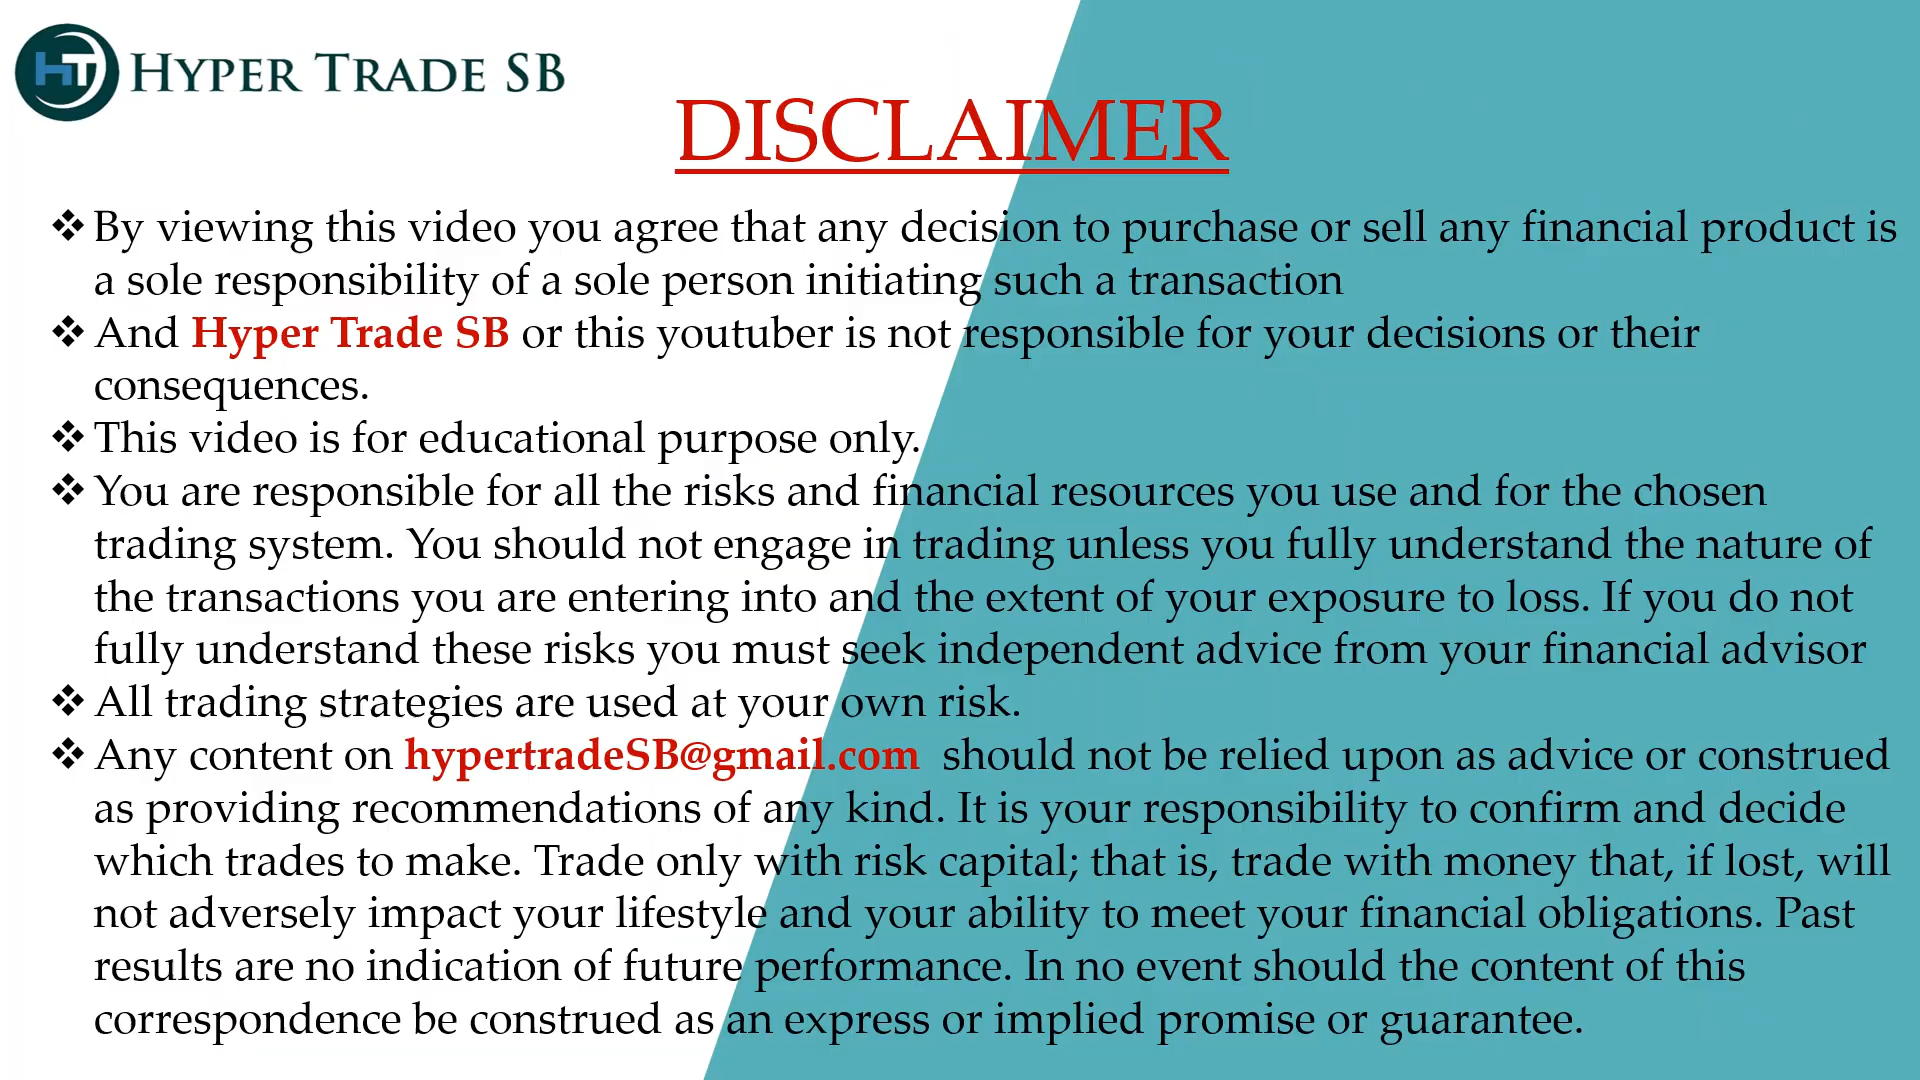 HT HYPER TRADE SB
DISCLAIMER
❖ By viewing this video you agree that any decision to purchase or sell any financial product is
a sole responsibility of a sole person initiating such a transaction
❖ And Hyper Trade SB or this youtuber is not responsible for your decisions or their
consequences.
❖ This video is for educational purpose only.
❖ You are responsible for all the risks and financial resources you use and for the chosen
trading system. You should not engage in trading unless you fully understand the nature of
the transactions you are entering into and the extent of your exposure to loss. If you do not
fully understand these risks you must seek independent advice from your financial advisor
❖ All trading strategies are used at your own risk.
❖ Any content on hypertradeSB@gmail.com should not be relied upon as advice or construed
as providing recommendations of any kind. It is your responsibility to confirm and decide
which trades to make. Trade only with risk capital; that is, trade with money that, if lost, will
not adversely impact your lifestyle and your ability to meet your financial obligations. Past
results are no indication of future performance. In no event should the content of this
correspondence be construed as an express or implied promise or guarantee.